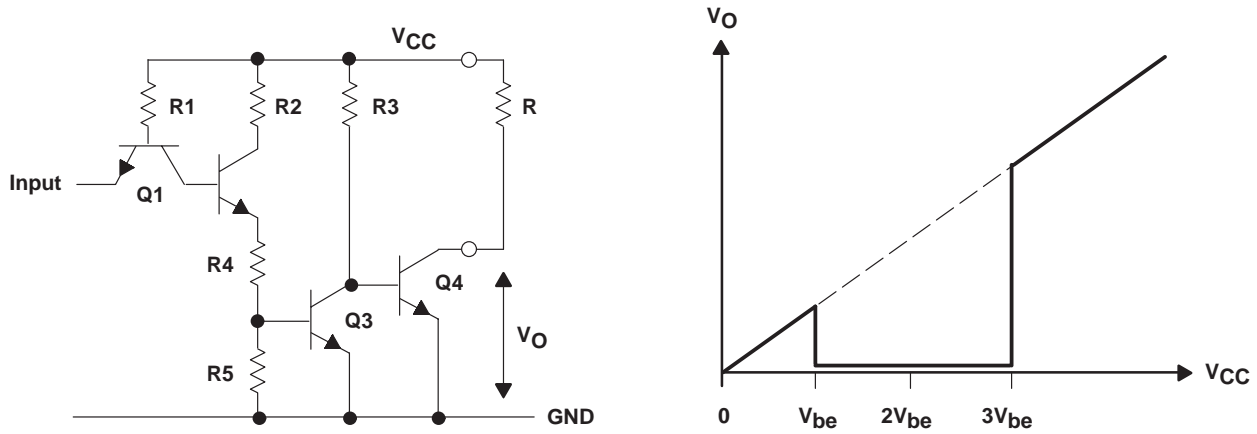 VCC
R1
R2
R3
R
Input
Q1
R4
Q4
Q3
VO
R5
GND
VO
VCC
0
Vbe
2Vbe
3Vbe